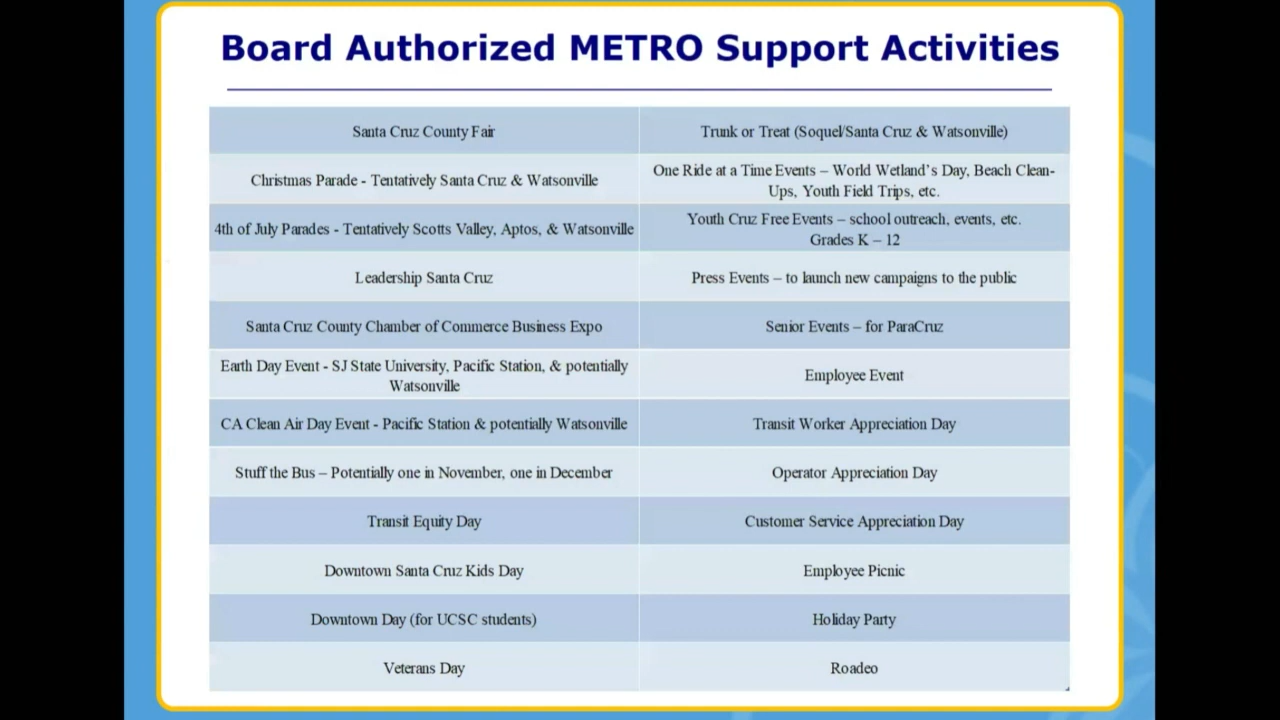 Board Authorized METRO Support Activities
Santa Cruz County Fair
Trunk or Treat (Soquel/Santa Cruz & Watsonville)
Christmas Parade - Tentatively Santa Cruz & Watsonville
One Ride at a Time Events – World Wetland's Day, Beach Clean-
Ups, Youth Field Trips, etc.
4th of July Parades - Tentatively Scotts Valley, Aptos, & Watsonville
Youth Cruz Free Events – school outreach, events, etc.
Grades K – 12
Leadership Santa Cruz
Press Events – to launch new campaigns to the public
Santa Cruz County Chamber of Commerce Business Expo
Senior Events – for ParaCruz
Earth Day Event - SJ State University, Pacific Station, & potentially
Watsonville
Employee Event
CA Clean Air Day Event - Pacific Station & potentially Watsonville
Transit Worker Appreciation Day
Stuff the Bus – Potentially one in November, one in December
Operator Appreciation Day
Transit Equity Day
Customer Service Appreciation Day
Downtown Santa Cruz Kids Day
Employee Picnic
Downtown Day (for UCSC students)
Holiday Party
Veterans Day
Roadeo